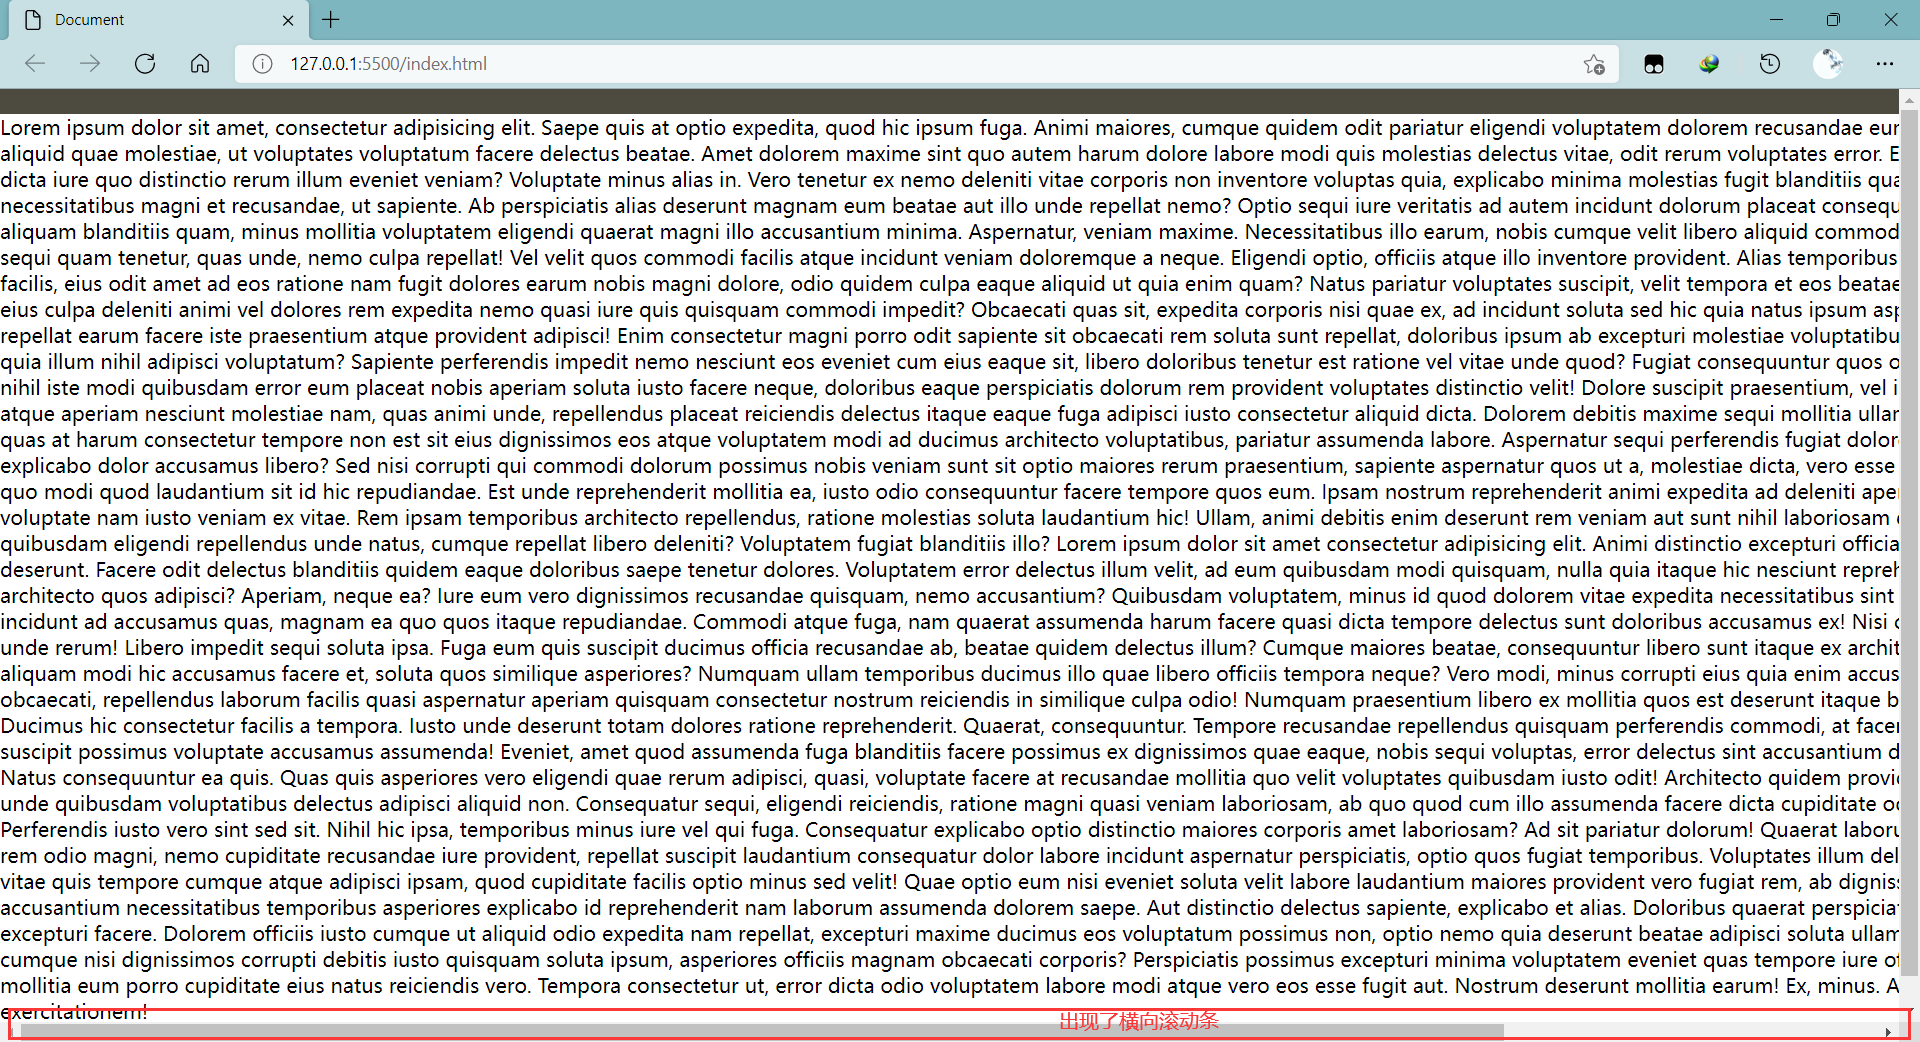 Document
127.0.0.1:5500/index.html
Lorem ipsum dolor sit amet, consectetur adipisicing elit. Saepe quis at optio expedita, quod hic ipsum fuga. Animi maiores, cumque quidem odit pariatur eligendi voluptatem dolorem recusandae eur
aliquid quae molestiae, ut voluptates voluptatum facere delectus beatae. Amet dolorem maxime sint quo autem harum dolore labore modi quis molestias delectus vitae, odit rerum voluptates error. E
dicta iure quo distinctio rerum illum eveniet veniam? Voluptate minus alias in. Vero tenetur ex nemo deleniti vitae corporis non inventore voluptas quia, explicabo minima molestias fugit blanditiis qua
necessitatibus magni et recusandae, ut sapiente. Ab perspiciatis alias deserunt magnam eum beatae aut illo unde repellat nemo? Optio sequi iure veritatis ad autem incidunt dolorum placeat consequ
aliquam blanditiis quam, minus mollitia voluptatem eligendi quaerat magni illo accusantium minima. Aspernatur, veniam maxime. Necessitatibus illo earum, nobis cumque velit libero aliquid commod
sequi quam tenetur, quas unde, nemo culpa repellat! Vel velit quos commodi facilis atque incidunt veniam doloremque a neque. Eligendi optio, officiis atque illo inventore provident. Alias temporibus
facilis, eius odit amet ad eos ratione nam fugit dolores earum nobis magni dolore, odio quidem culpa eaque aliquid ut quia enim quam? Natus pariatur voluptates suscipit, velit tempora et eos beatae
eius culpa deleniti animi vel dolores rem expedita nemo quasi iure quis quisquam commodi impedit? Obcaecati quas sit, expedita corporis nisi quae ex, ad incidunt soluta sed hic quia natus ipsum asp
repellat earum facere iste praesentium atque provident adipisci! Enim consectetur magni porro odit sapiente sit obcaecati rem soluta sunt repellat, doloribus ipsum ab excepturi molestiae voluptatibu
quia illum nihil adipisci voluptatum? Sapiente perferendis impedit nemo nesciunt eos eveniet cum eius eaque sit, libero doloribus tenetur est ratione vel vitae unde quod? Fugiat consequuntur quos o
nihil iste modi quibusdam error eum placeat nobis aperiam soluta iusto facere neque, doloribus eaque perspiciatis dolorum rem provident voluptates distinctio velit! Dolore suscipit praesentium, vel i
atque aperiam nesciunt molestiae nam, quas animi unde, repellendus placeat reiciendis delectus itaque eaque fuga adipisci iusto consectetur aliquid dicta. Dolorem debitis maxime sequi mollitia ullar
quas at harum consectetur tempore non est sit eius dignissimos eos atque voluptatem modi ad ducimus architecto voluptatibus, pariatur assumenda labore. Aspernatur sequi perferendis fugiat dolor
explicabo dolor accusamus libero? Sed nisi corrupti qui commodi dolorum possimus nobis veniam sunt sit optio maiores rerum praesentium, sapiente aspernatur quos ut a, molestiae dicta, vero esse
quo modi quod laudantium sit id hic repudiandae. Est unde reprehenderit mollitia ea, iusto odio consequuntur facere tempore quos eum. Ipsam nostrum reprehenderit animi expedita ad deleniti ape
voluptate nam iusto veniam ex vitae. Rem ipsam temporibus architecto repellendus, ratione molestias soluta laudantium hic! Ullam, animi debitis enim deserunt rem veniam aut sunt nihil laboriosam
quibusdam eligendi repellendus unde natus, cumque repellat libero deleniti? Voluptatem fugiat blanditiis illo? Lorem ipsum dolor sit amet consectetur adipisicing elit. Animi distinctio excepturi officia
deserunt. Facere odit delectus blanditiis quidem eaque doloribus saepe tenetur dolores. Voluptatem error delectus illum velit, ad eum quibusdam modi quisquam, nulla quia itaque hic nesciunt repreh
architecto quos adipisci? Aperiam, neque ea? Iure eum vero dignissimos recusandae quisquam, nemo accusantium? Quibusdam voluptatem, minus id quod dolorem vitae expedita necessitatibus sint
incidunt ad accusamus quas, magnam ea quo quos itaque repudiandae. Commodi atque fuga, nam quaerat assumenda harum facere quasi dicta tempore delectus sunt doloribus accusamus ex! Nisi
unde rerum! Libero impedit sequi soluta ipsa. Fuga eum quis suscipit ducimus officia recusandae ab, beatae quidem delectus illum? Cumque maiores beatae, consequuntur libero sunt itaque ex archit
aliquam modi hic accusamus facere et, soluta quos similique asperiores? Numquam ullam temporibus ducimus illo quae libero officiis tempora neque? Vero modi, minus corrupti eius quia enim accus
obcaecati, repellendus laborum facilis quasi aspernatur aperiam quisquam consectetur nostrum reiciendis in similique culpa odio! Numquam praesentium libero ex mollitia quos est deserunt itaque b
Ducimus hic consectetur facilis a tempora. Iusto unde deserunt totam dolores ratione reprehenderit. Quaerat, consequuntur. Tempore recusandae repellendus quisquam perferendis commodi, at facer
suscipit possimus voluptate accusamus assumenda! Eveniet, amet quod assumenda fuga blanditiis facere possimus ex dignissimos quae eaque, nobis sequi voluptas, error delectus sint accusantium d
Natus consequuntur ea quis. Quas quis asperiores vero eligendi quae rerum adipisci, quasi, voluptate facere at recusandae mollitia quo velit voluptates quibusdam iusto odit! Architecto quidem provi
unde quibusdam voluptatibus delectus adipisci aliquid non. Consequatur sequi, eligendi reiciendis, ratione magni quasi veniam laboriosam, ab quo quod cum illo assumenda facere dicta cupiditate o
Perferendis iusto vero sint sed sit. Nihil hic ipsa, temporibus minus iure vel qui fuga. Consequatur explicabo optio distinctio maiores corporis amet laboriosam? Ad sit pariatur dolorum! Quaerat laboru
rem odio magni, nemo cupiditate recusandae iure provident, repellat suscipit laudantium consequatur dolor labore incidunt aspernatur perspiciatis, optio quos fugiat temporibus. Voluptates illum del
vitae quis tempore cumque atque adipisci ipsam, quod cupiditate facilis optio minus sed velit! Quae optio eum nisi eveniet soluta velit labore laudantium maiores provident vero fugiat rem, ab digniss
accusantium necessitatibus temporibus asperiores explicabo id reprehenderit nam laborum assumenda dolorem saepe. Aut distinctio delectus sapiente, explicabo et alias. Doloribus quaerat perspiciat
excepturi facere. Dolorem officiis iusto cumque ut aliquid odio expedita nam repellat, excepturi maxime ducimus eos voluptatum possimus non, optio nemo quia deserunt beatae adipisci soluta ullam
cumque nisi dignissimos corrupti debitis iusto quisquam soluta ipsum, asperiores officiis magnam obcaecati corporis? Perspiciatis possimus excepturi minima voluptatem eveniet quas tempore iure of
mollitia eum porro cupiditate eius natus reiciendis vero. Tempora consectetur ut, error dicta odio voluptatem labore modi atque vero eos esse fugit aut. Nostrum deserunt mollitia earum! Ex, minus. A
exercitationem!
出现了横向滚动条